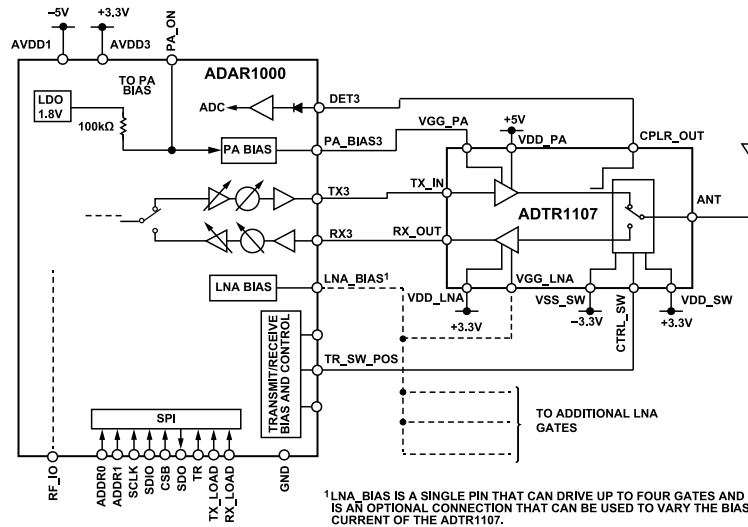 –5V
+3.3V
AVDD1
AVDD3
PA_ON
TO PA
BIAS
ADAR1000
LDO
1.8V
100kΩ
ADC
DET3
PA BIAS
PA_BIAS3
VGG_PA
+5V
VDD_PA
CPLR_OUT
TX3
TX_IN
ADTR1107
ANT
RX3
RX_OUT
LNA BIAS
LNA_BIAS1
VDD_LNA
VGG_LNA
VSS_SW
CTRL_SW
VDD_SW
+3.3V
–3.3V
+3.3V
TRANSMIT/RECEIVE
BIAS AND CONTROL
TR_SW_POS
TO ADDITIONAL LNA
GATES
SPI
RF_IO
ADDR0
ADDR1
SCLK
SDIO
CSB
SDO
TR
TX_LOAD
RX_LOAD
GND
1LNA_BIAS IS A SINGLE PIN THAT CAN DRIVE UP TO FOUR GATES AND
IS AN OPTIONAL CONNECTION THAT CAN BE USED TO VARY THE BIAS
CURRENT OF THE ADTR1107.